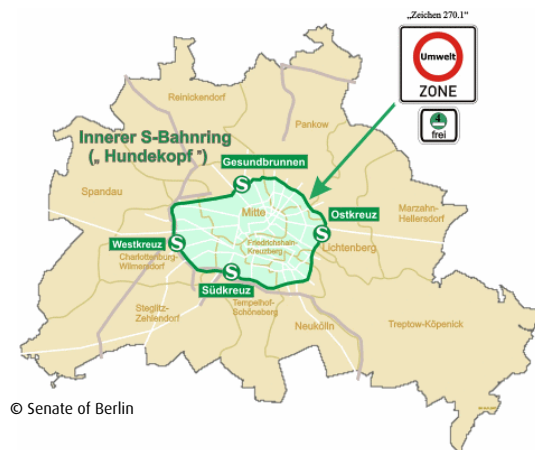 „Zeichen 270.1"
Umwelt
ZONE
4
frei
Reinickendorf
Pankow
Innerer S-Bahnring
(„ Hundekopf ")
Gesundbrunnen
S
Spandau
Mitte
Ostkreuz
Marzahn-
Hellersdorf
S
Westkreuz
S
Friedrichshain-
Kreuzberg
Lichtenberg
Charlottenburg-
Wilmersdorf
S
Südkreuz
Steglitz-
Zehlendorf
Tempelhof-
Schöneberg
Neukölln
Treptow-Köpenick
© Senate of Berlin